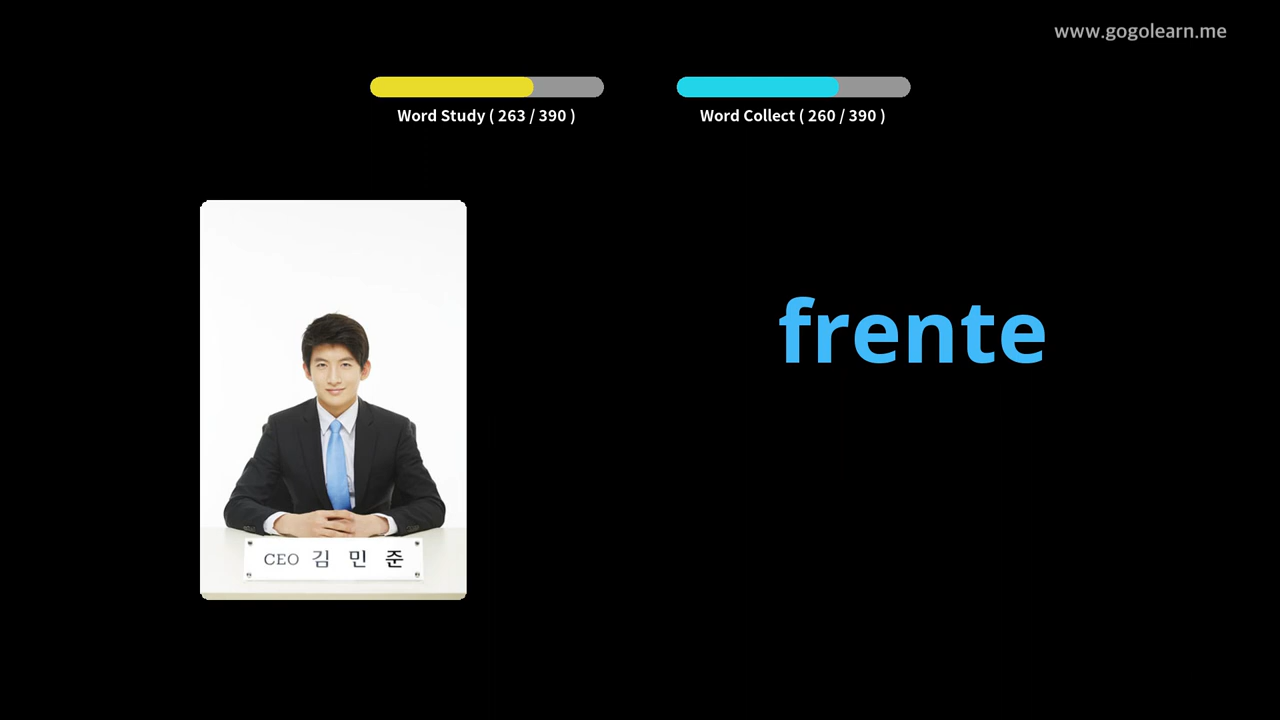 www.gogolearn.me
Word Study ( 263 / 390 )
Word Collect ( 260 / 390 )
frente
CEO 김 민 준